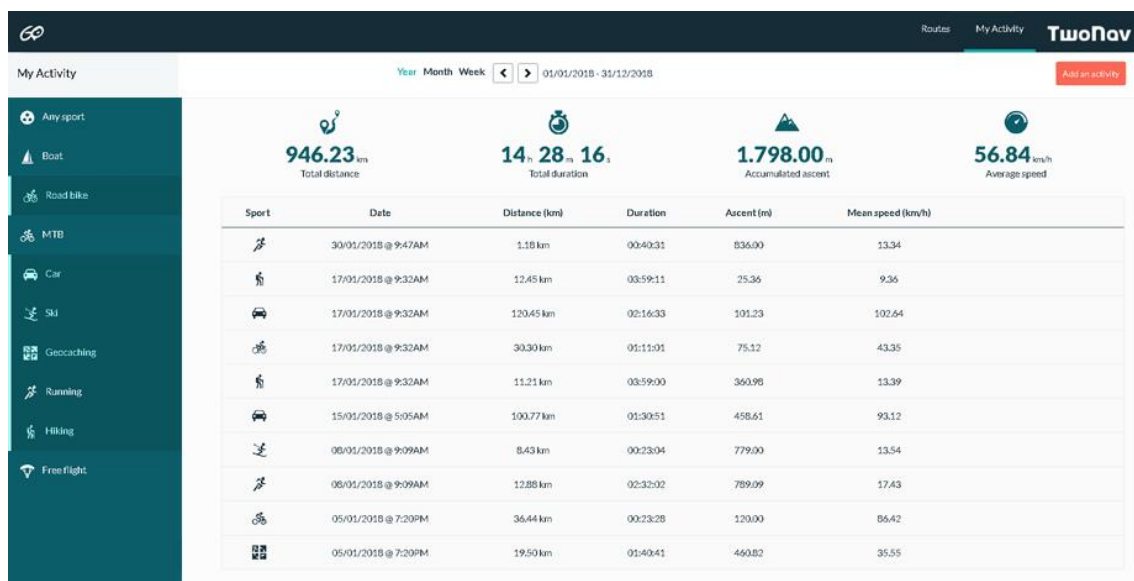 GO
Routes My Activity TwoNav
My Activity
Year Month Week 01/01/2018 - 31/12/2018
Add an activity
Any sport
Boat
Road bike
MTB
Car
Ski
Geocaching
Running
Hiking
Free flight
946.23 km
Total distance
14 h 28 m 16 s
Total duration
1.798.00 m
Accumulated ascent
56.84 km/h
Average speed
Sport Date Distance (km) Duration Ascent (m) Mean speed (km/h)
30/01/2018 @ 9:47AM 1.18 km 00:40:31 836.00 13.34
17/01/2018 @ 9:32AM 12.45 km 03:59:11 25.36 9.36
17/01/2018 @ 9:32AM 120.45 km 02:16:33 101.23 102.64
17/01/2018 @ 9:32AM 30.30 km 01:11:01 75.12 43.35
17/01/2018 @ 9:32AM 11.21 km 03:59:00 360.98 13.39
15/01/2018 @ 5:05AM 100.77 km 01:30:51 458.61 93.12
08/01/2018 @ 9:09AM 8.43 km 00:23:04 779.00 13.54
08/01/2018 @ 9:09AM 12.88 km 02:32:02 789.09 17.43
05/01/2018 @ 7:20PM 36.44 km 00:23:28 120.00 86.42
05/01/2018 @ 7:20PM 19.50 km 01:40:41 460.82 35.55